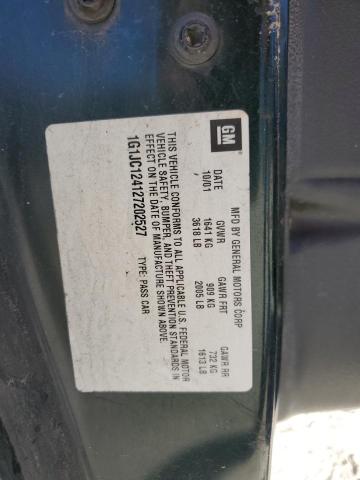 GM
MFD BY GENERAL MOTORS CORP
DATE GVWR GAWR FRT GAWR RR
10/01 1641 KG 909 KG 732 KG
3618 LB 2005 LB 1613 LB
THIS VEHICLE CONFORMS TO ALL APPLICABLE U.S. FEDERAL MOTOR
VEHICLE SAFETY, BUMPER, AND THEFT PREVENTION STANDARDS IN
EFFECT ON THE DATE OF MANUFACTURE SHOWN ABOVE.
1G1JC124127202527 TYPE: PASS CAR